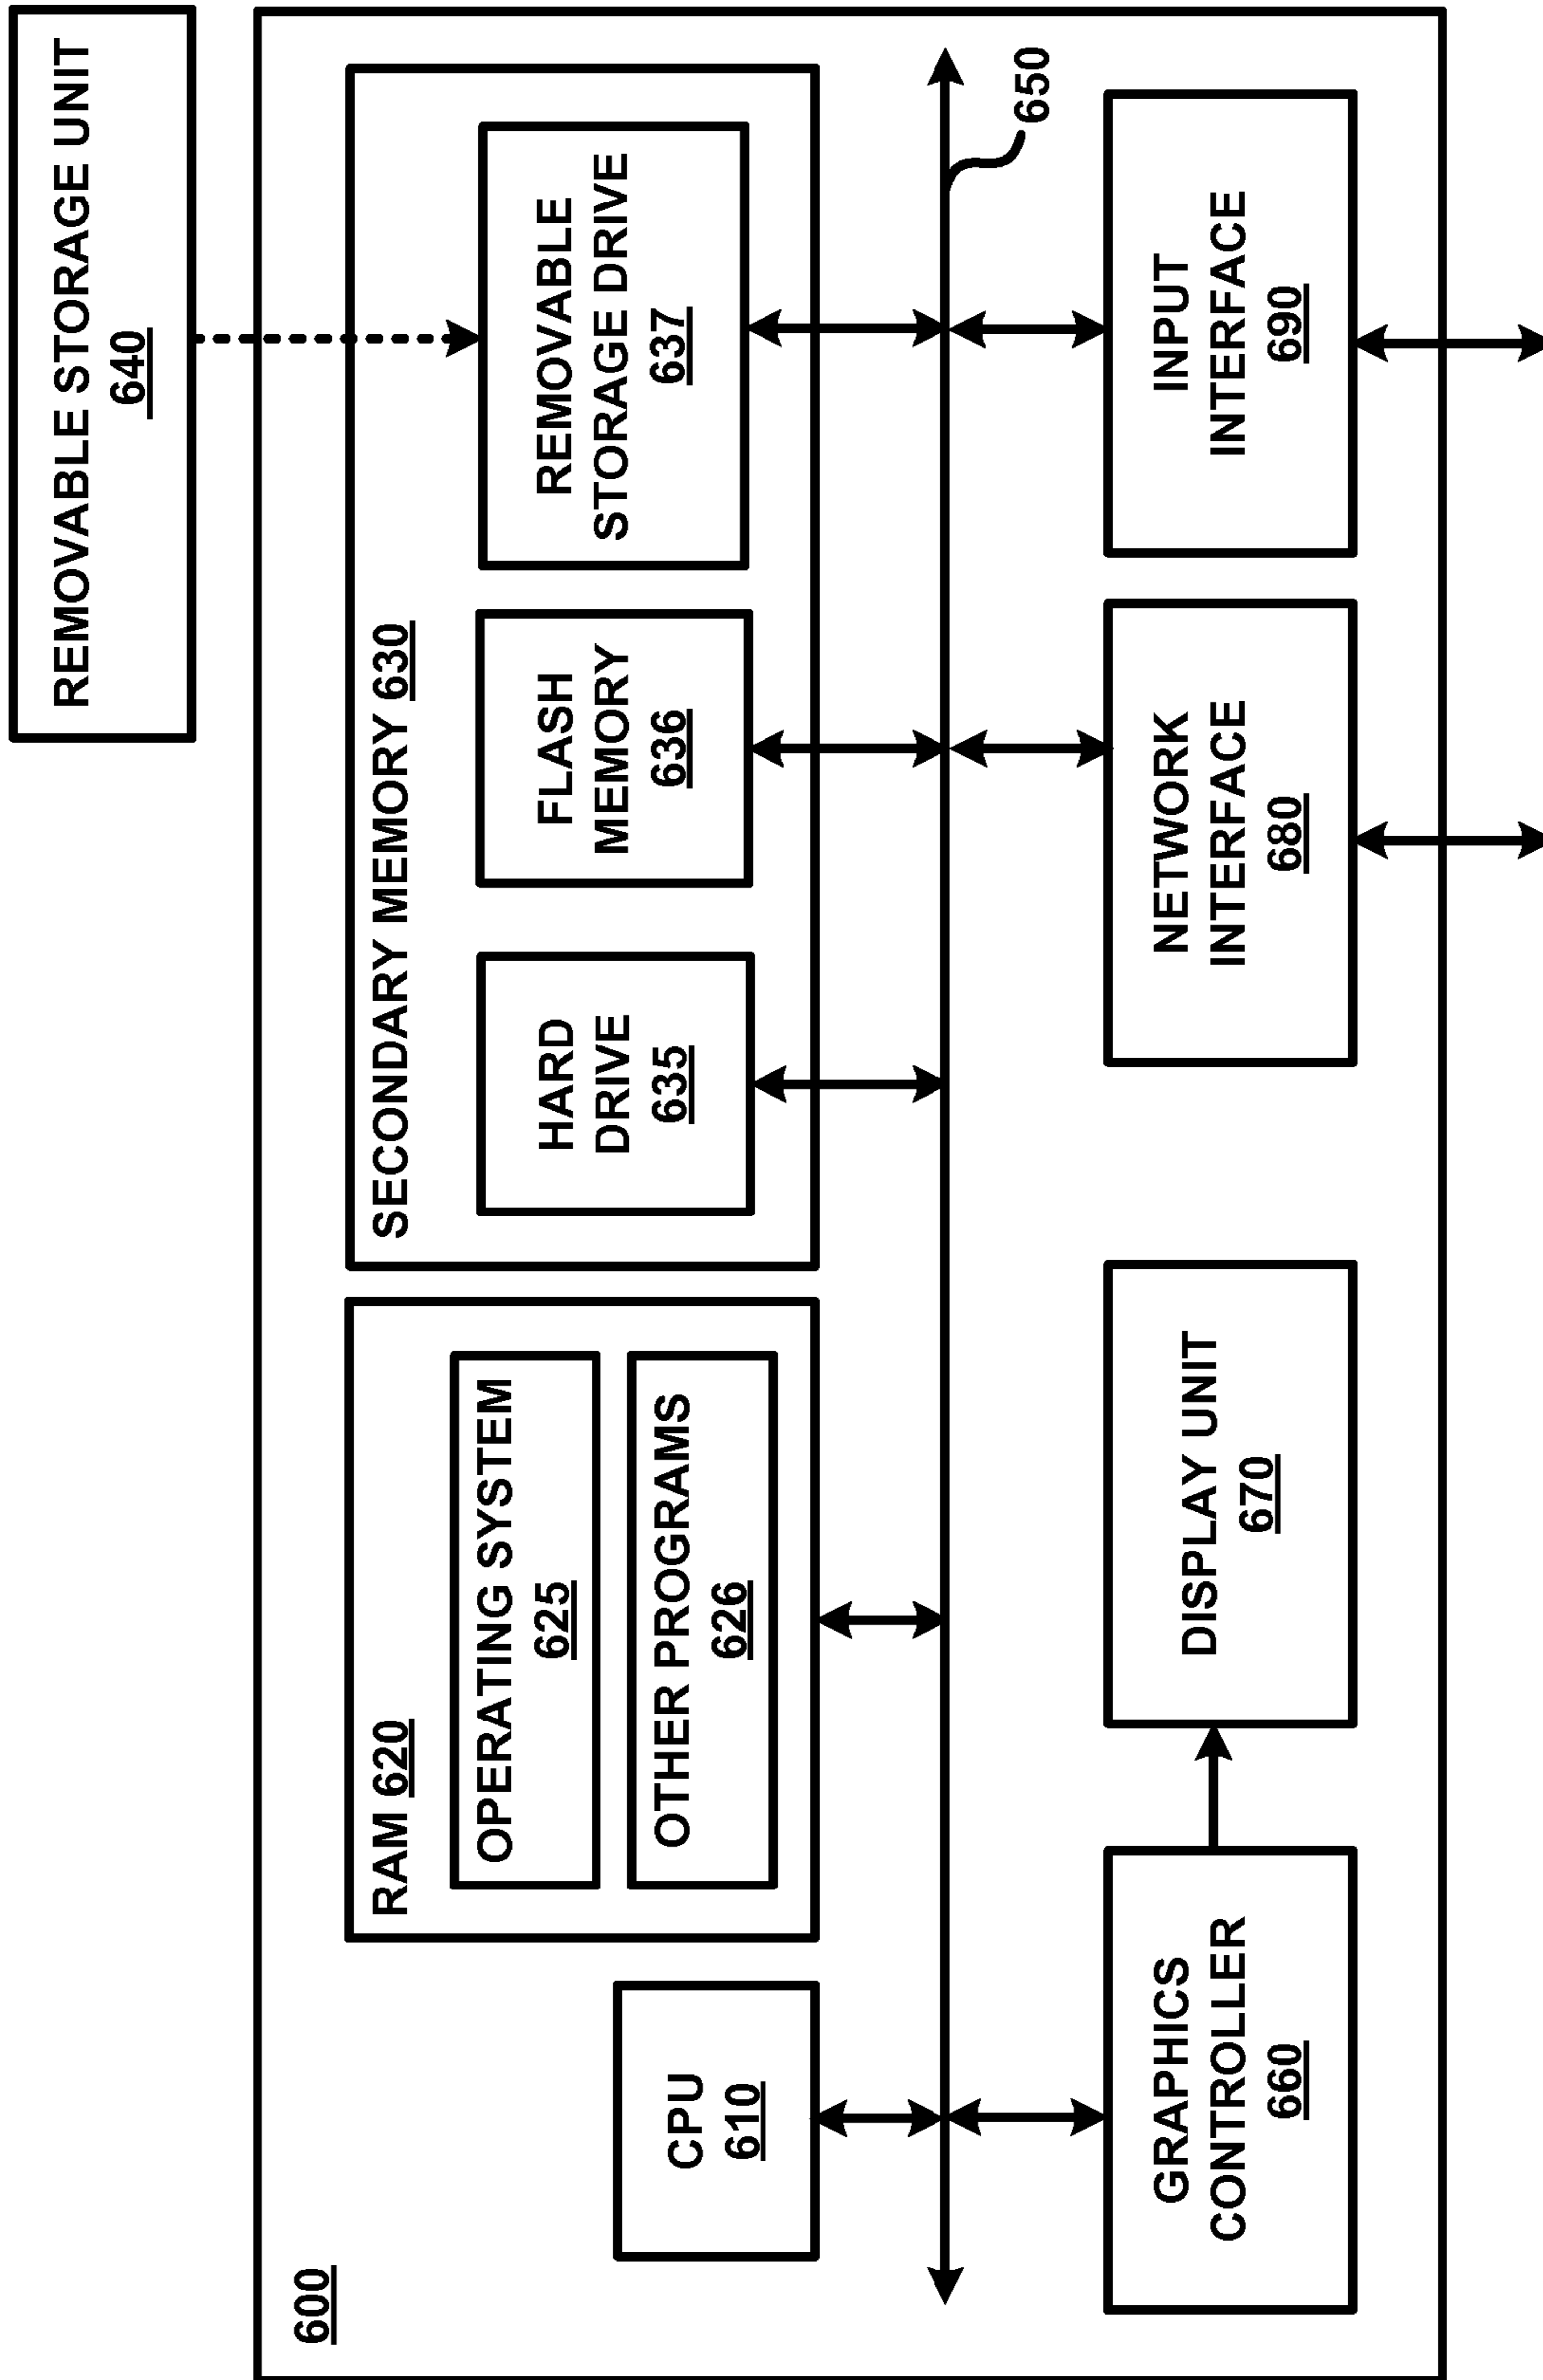 REMOVABLE STORAGE UNIT
640
600
RAM 620
OPERATING SYSTEM
625
OTHER PROGRAMS
626
SECONDARY MEMORY 630
HARD
DRIVE
635
FLASH
MEMORY
636
REMOVABLE
STORAGE DRIVE
637
CPU
610
650
GRAPHICS
CONTROLLER
660
DISPLAY UNIT
670
NETWORK
INTERFACE
680
INPUT
INTERFACE
690